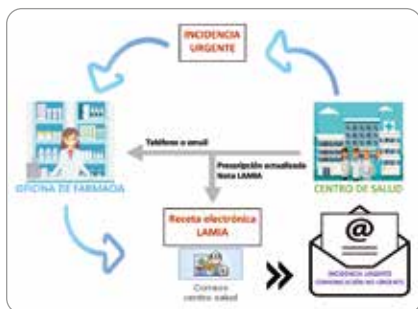 INCIDENCIA
URGENTE
Teléfono o email
Prescripción actualizada
Nota LAMIA
OFICINA DE FARMACIA
CENTRO DE SALUD
Receta electrónica
LAMIA
@
Correos
centro salud
INCIDENCIA URGENTE
COMUNICACIÓN NO URGENTE